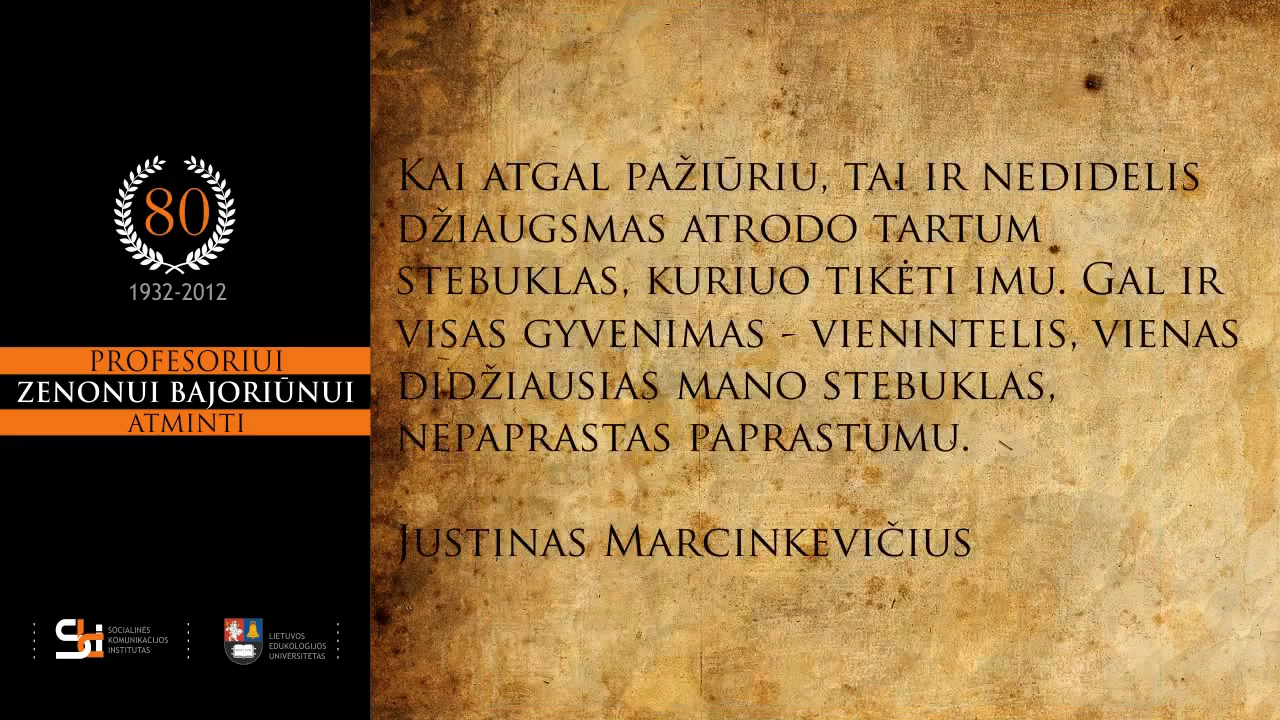 80
1932-2012
PROFESORIUI
ZENONUI BAJORIŪNUI
ATMINTI
SOCIALINĖS
KOMUNIKACIJOS
INSTITUTAS
LIETUVOS
EDUKOLOGIJOS
UNIVERSITETAS
Kai atgal pažiūriu, tai ir nedidelis
džiaugsmas atrodo tartum
stebuklas, kuriuo tikėti imu. Gal ir
visas gyvenimas - vienintelis, vienas
didžiausias mano stebuklas,
nepaprastas paprastumu.
Justinas Marcinkevičius